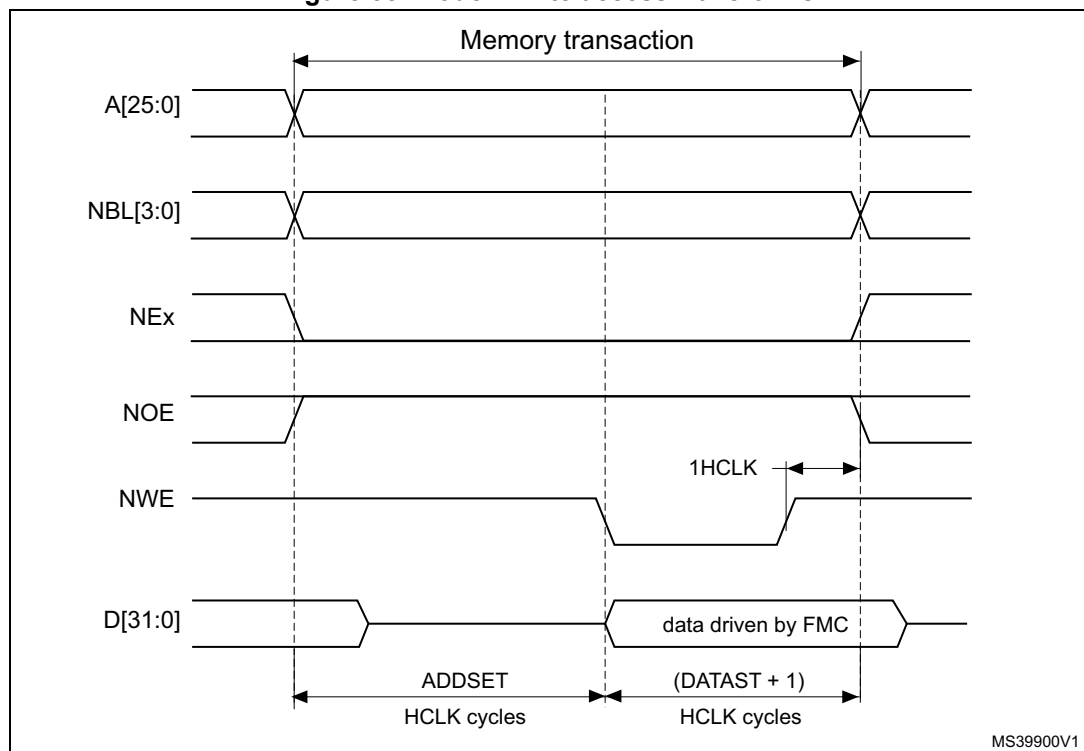 Memory transaction
A[25:0]
NBL[3:0]
NEx
NOE
1HCLK
NWE
D[31:0]
data driven by FMC
ADDSET
(DATAST + 1)
HCLK cycles
HCLK cycles
MS39900V1